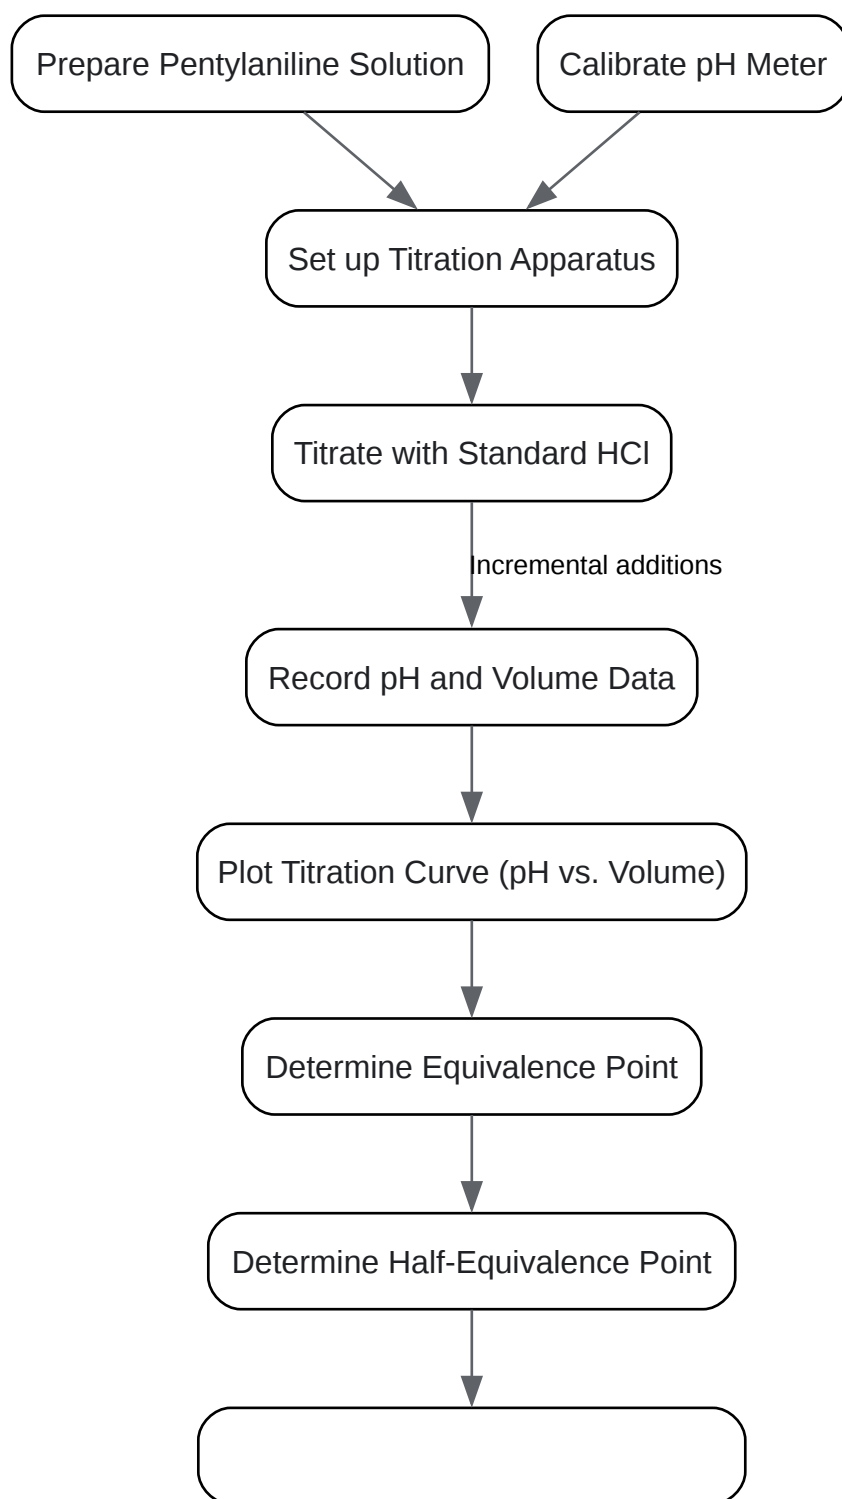 Prepare Pentylaniline Solution
Calibrate pH Meter
Set up Titration Apparatus
Titrate with Standard HCl
Incremental additions
Record pH and Volume Data
Plot Titration Curve (pH vs. Volume)
Determine Equivalence Point
Determine Half-Equivalence Point